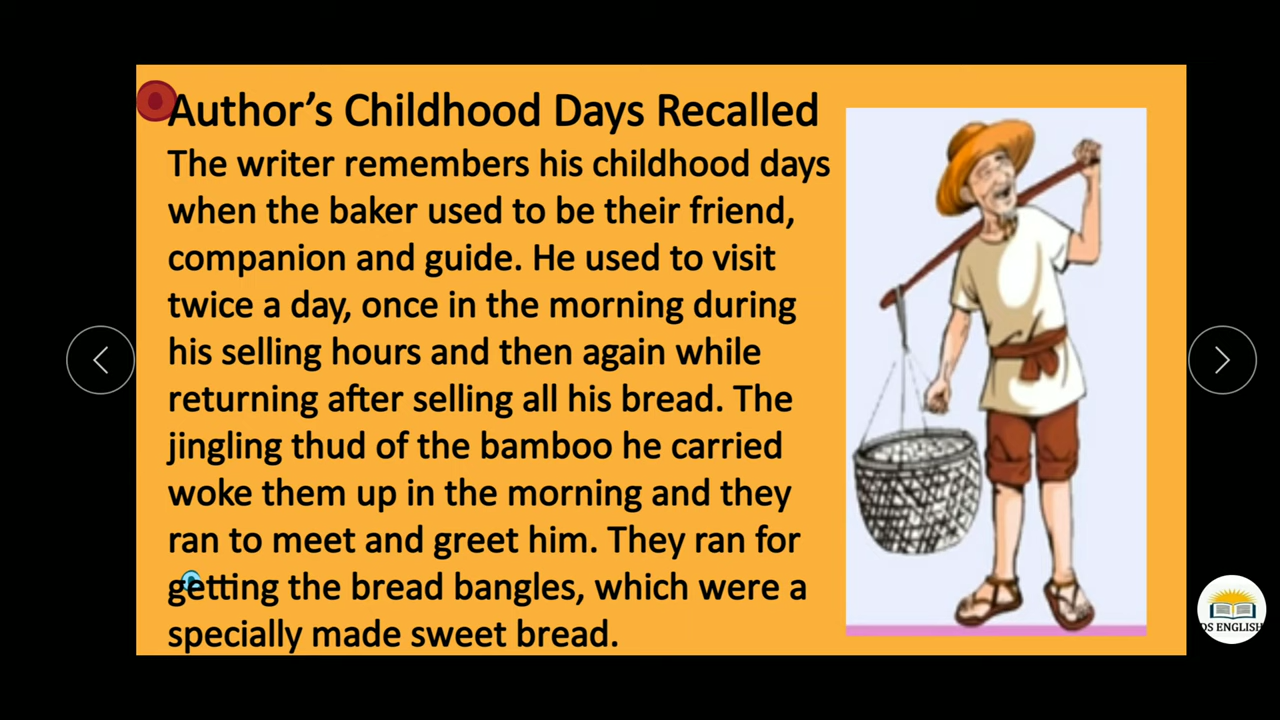 Author's Childhood Days Recalled
The writer remembers his childhood days
when the baker used to be their friend,
companion and guide. He used to visit
twice a day, once in the morning during
his selling hours and then again while
returning after selling all his bread. The
jingling thud of the bamboo he carried
woke them up in the morning and they
ran to meet and greet him. They ran for
getting the bread bangles, which were a
specially made sweet bread.
DS ENGLISH